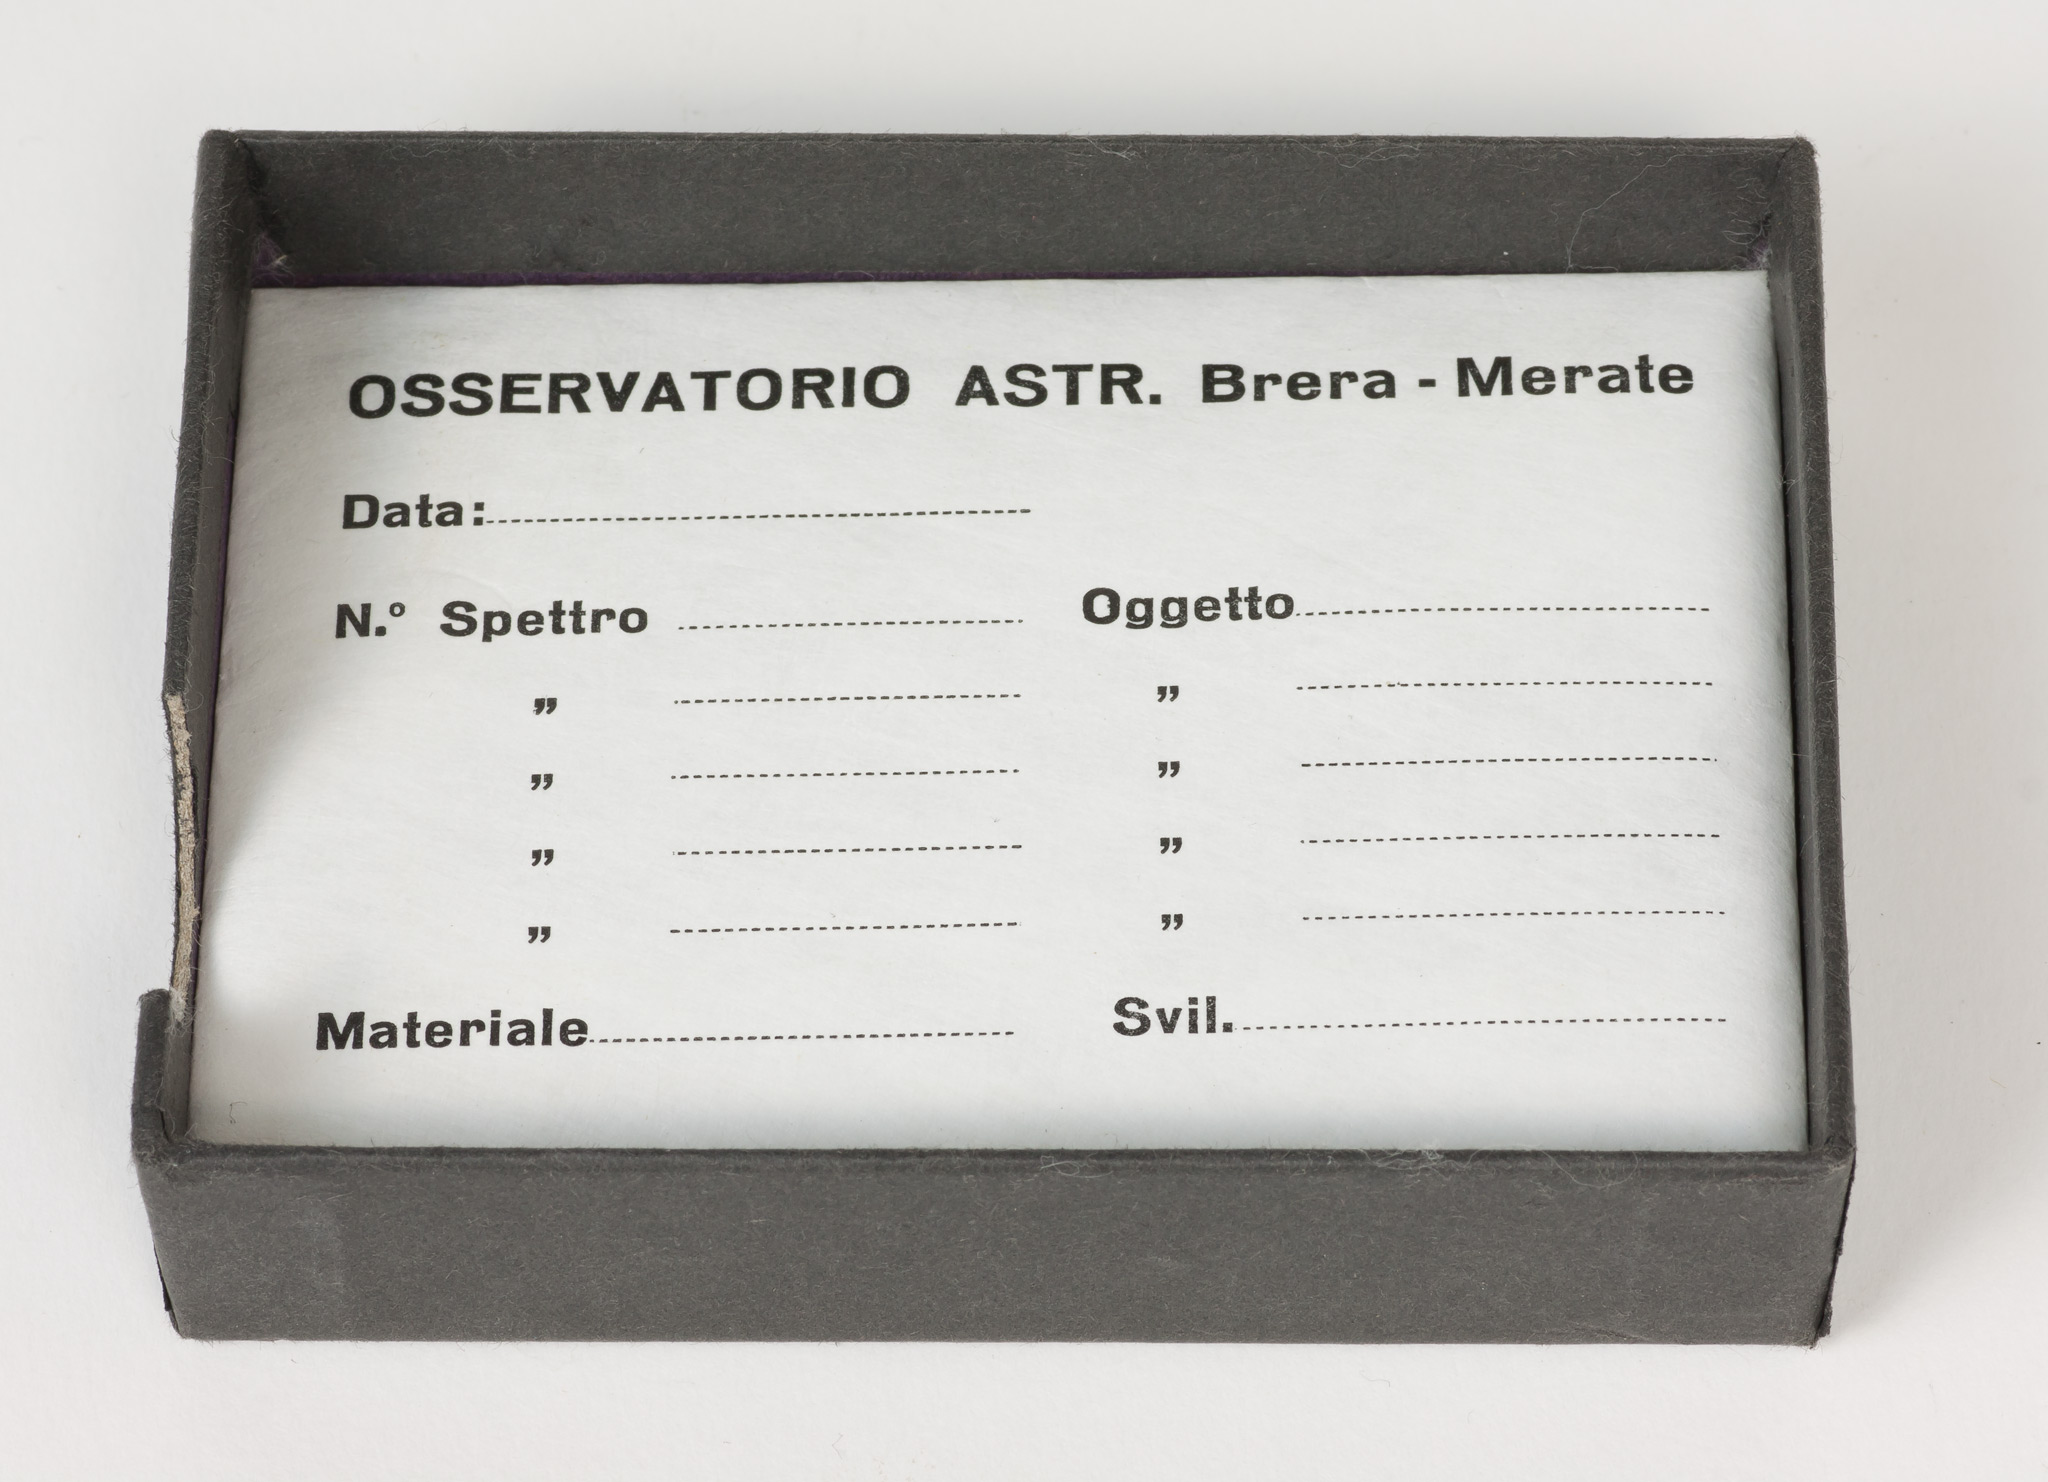 OSSERVATORIO ASTR. Brera - Merate
Data:
N.º Spettro Oggetto
" "
" "
" "
" "
Materiale Svil.